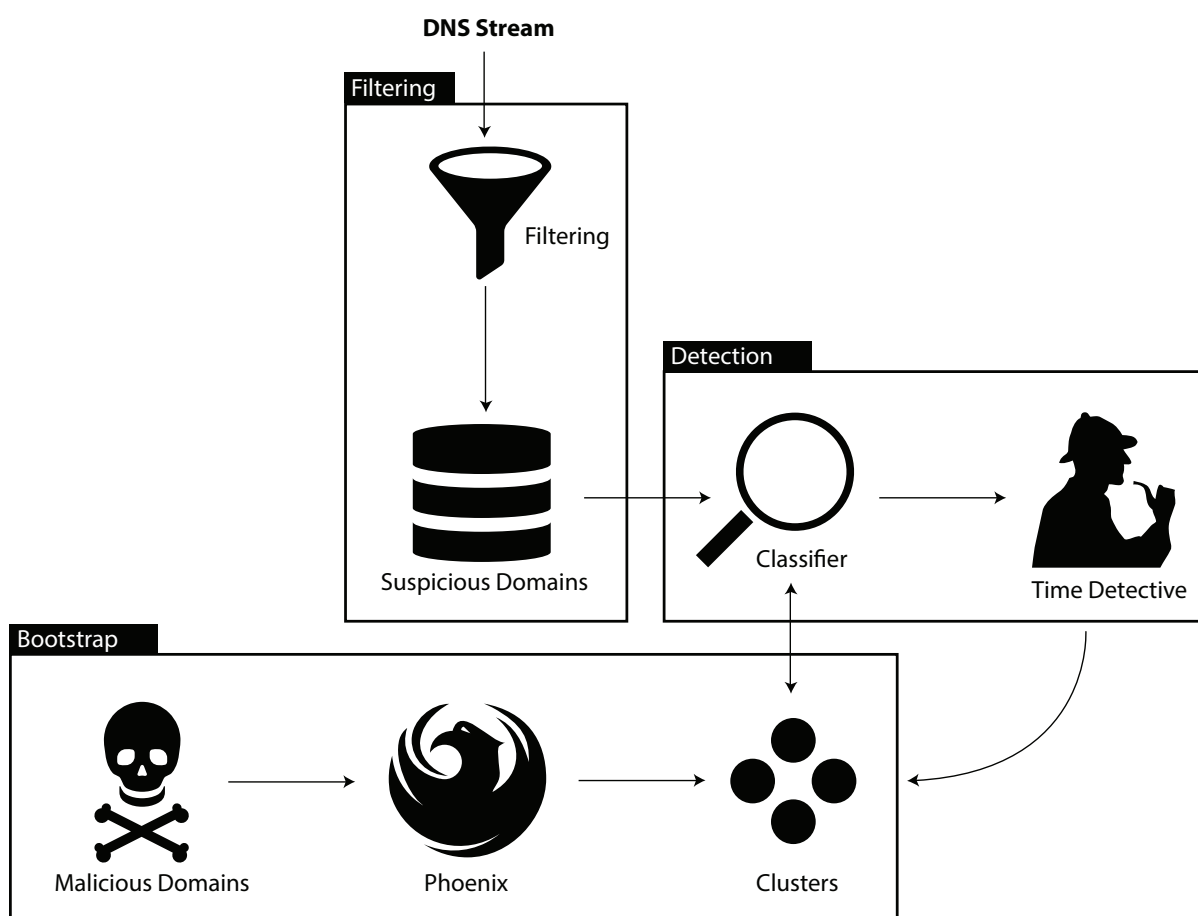 DNS Stream
Filtering
Filtering
Suspicious Domains
Detection
Classifier
Time Detective
Bootstrap
Malicious Domains
Phoenix
Clusters